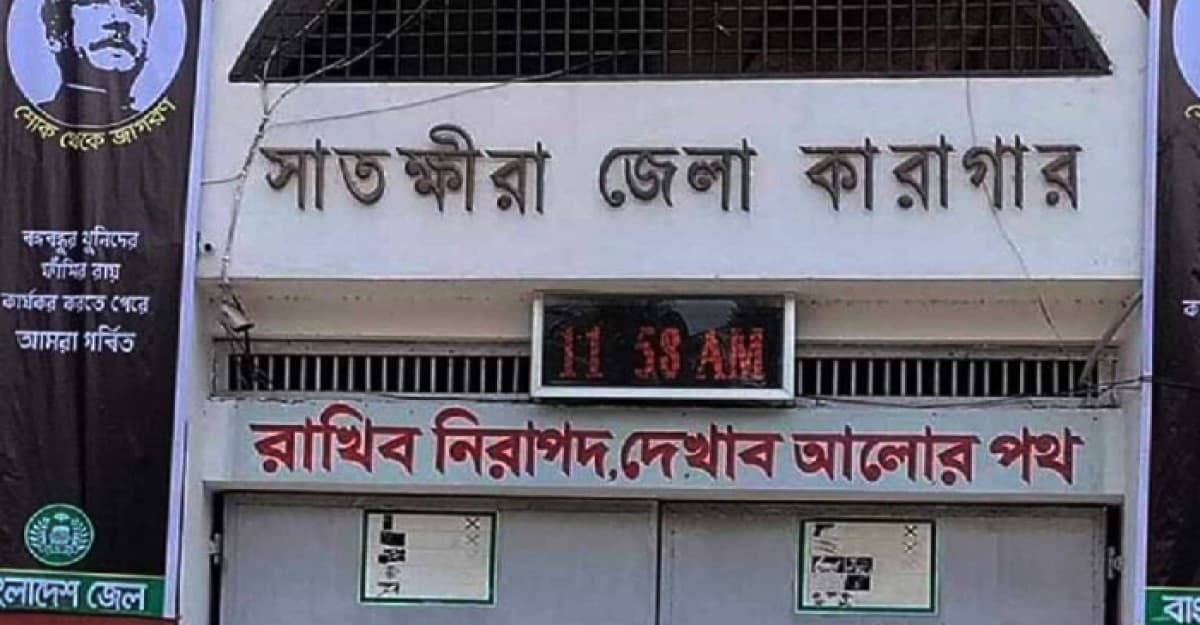 শোক থেকে জাগরণ
বঙ্গবন্ধুর খুনিদের
ফাঁসির রায়
কার্যকর করতে পেরে
আমরা গর্বিত
বাংলাদেশ জেল
সাতক্ষীরা জেলা কারাগার
11 58 AM
রাখিব নিরাপদ,দেখাব আলোর পথ